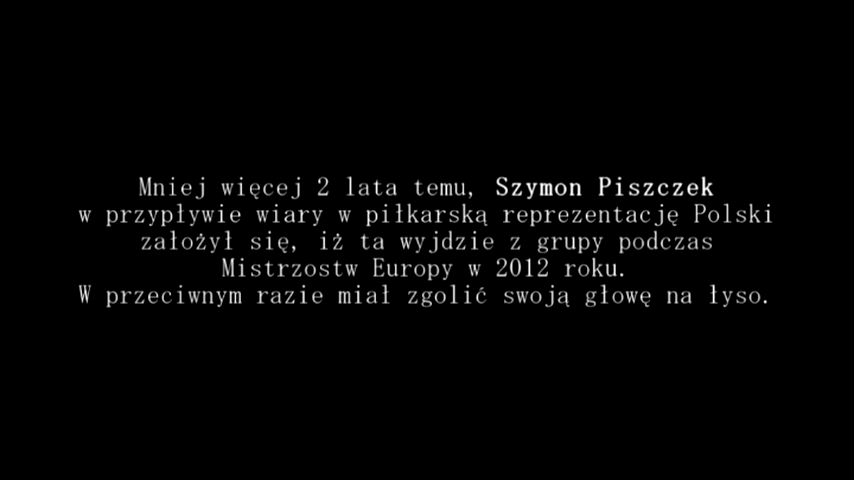 Mniej więcej 2 lata temu, Szymon Piszczek
w przypływie wiary w piłkarską reprezentację Polski
założył się, iż ta wyjdzie z grupy podczas
Mistrzostw Europy w 2012 roku.
W przeciwnym razie miał zgolić swoją głowę na łyso.